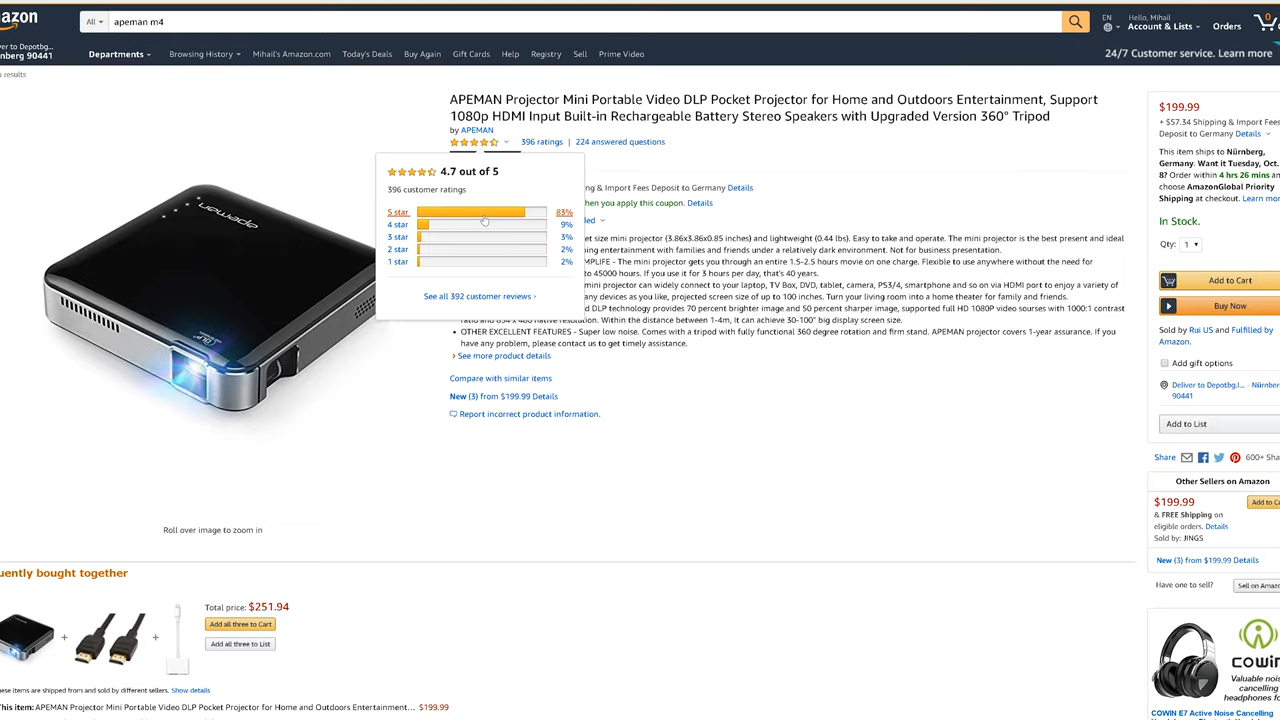 azon
All
apeman m4
EN
Hello, Mihail
Account & Lists
Orders
0
ver to Depotbg...
rnberg 90441
Departments
Browsing History
Mihail's Amazon.com
Today's Deals
Buy Again
Gift Cards
Help
Registry
Sell
Prime Video
24/7 Customer service. Learn more
results
APEMAN Projector Mini Portable Video DLP Pocket Projector for Home and Outdoors Entertainment, Support
1080p HDMI Input Built-in Rechargeable Battery Stereo Speakers with Upgraded Version 360° Tripod
by APEMAN
396 ratings | 224 answered questions
4.7 out of 5
396 customer ratings
5 star 83%
4 star 9%
3 star 3%
2 star 2%
1 star 2%
See all 392 customer reviews ›
ng & Import Fees Deposit to Germany Details
hen you apply this coupon. Details
ded
et size mini projector (3.86x3.86x0.85 inches) and lightweight (0.44 lbs). Easy to take and operate. The mini projector is the best present and ideal
ing entertainment with families and friends under a relatively dark environment. Not for business presentation.
MPLIFE - The mini projector gets you through an entire 1.5-2.5 hours movie on one charge. Flexible to use anywhere without the need for
to 45000 hours. If you use it for 3 hours per day, that's 40 years.
ni projector can widely connect to your laptop, TV Box, DVD, tablet, camera, PS3/4, smartphone and so on via HDMI port to enjoy a variety of
any devices as you like, projected screen size of up to 100 inches. Turn your living room into a home theater for family and friends.
d DLP technology provides 70 percent brighter image and 50 percent sharper image, supported full HD 1080P video sourses with 1000:1 contrast
ratio and 854 x 480 native resolution. Within the distance between 1-4m, it can achieve 30-100" big display screen size.
• OTHER EXCELLENT FEATURES - Super low noise. Comes with a tripod with fully functional 360 degree rotation and firm stand. APEMAN projector covers 1-year assurance. If you
have any problem, please contact us to get timely assistance.
› See more product details
Compare with similar items
New (3) from $199.99 Details
Report incorrect product information.
apeman
DLP
Roll over image to zoom in
$199.99
+ $57.34 Shipping & Import Fees
Deposit to Germany Details
This item ships to Nürnberg,
Germany. Want it Tuesday, Oct.
8? Order within 4 hrs 26 mins an
choose AmazonGlobal Priority
Shipping at checkout. Learn mor
In Stock.
Qty: 1
Add to Cart
Buy Now
Sold by Rui US and Fulfilled by
Amazon.
Add gift options
Deliver to Depotbg.I... - Nürnber
90441
Add to List
Share
600+ Sha
Other Sellers on Amazon
$199.99
Add to Ca
& FREE Shipping on
eligible orders. Details
Sold by: JINGS
New (3) from $199.99 Details
Have one to sell?
Sell on Amazo
COWIN
Valuable noi
cancelling
headphones fo
COWIN E7 Active Noise Cancelling
uently bought together
+
+
Total price: $251.94
Add all three to Cart
Add all three to List
ese items are shipped from and sold by different sellers. Show details
his item: APEMAN Projector Mini Portable Video DLP Pocket Projector for Home and Outdoors Entertainment... $199.99